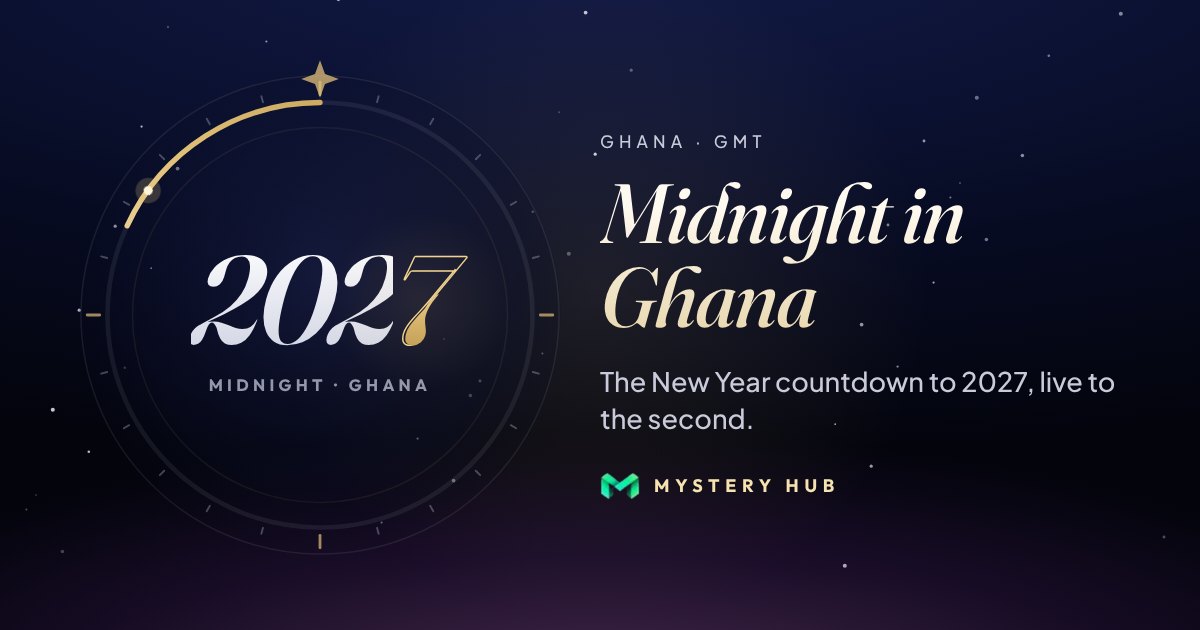 2027
MIDNIGHT · GHANA
GHANA · GMT
Midnight in
Ghana
The New Year countdown to 2027, live to
the second.
MYSTERY HUB